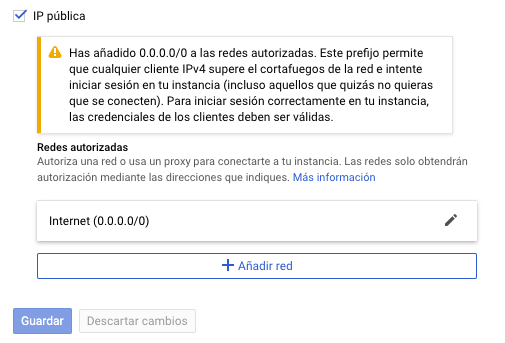 IP pública
Has añadido 0.0.0.0/0 a las redes autorizadas. Este prefijo permite
que cualquier cliente IPv4 supere el cortafuegos de la red e intente
iniciar sesión en tu instancia (incluso aquellos que quizás no quieras
que se conecten). Para iniciar sesión correctamente en tu instancia,
las credenciales de los clientes deben ser válidas.
Redes autorizadas
Autoriza una red o usa un proxy para conectarte a tu instancia. Las redes solo obtendrán
autorización mediante las direcciones que indiques. Más información
Internet (0.0.0.0/0)
Añadir red
Guardar
Descartar cambios